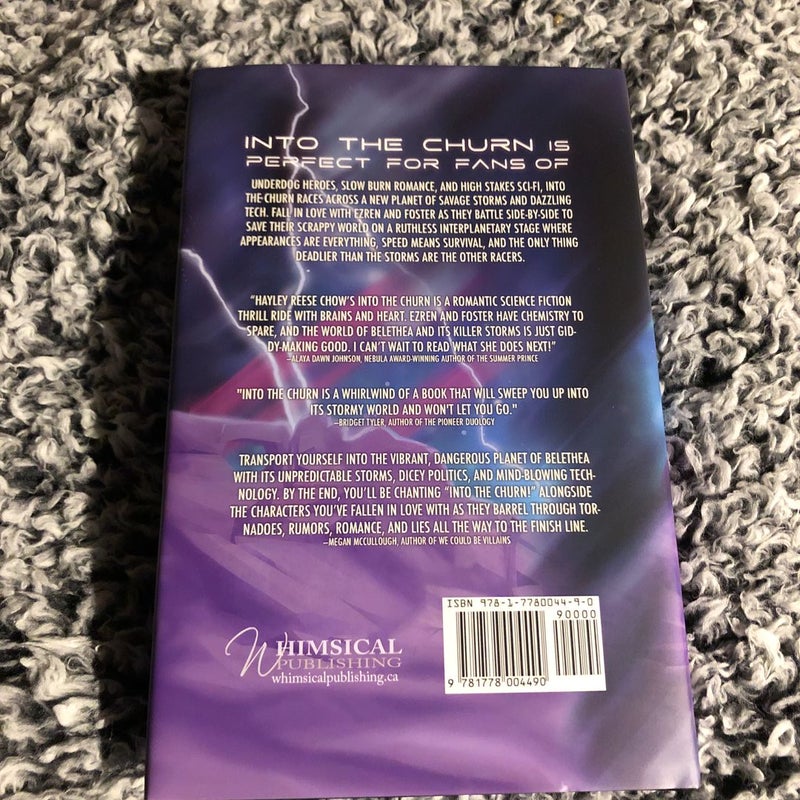 INTO THE CHURN IS
PERFECT FOR FANS OF
UNDERDOG HEROES, SLOW BURN ROMANCE, AND HIGH STAKES SCI-FI, INTO
THE CHURN RACES ACROSS A NEW PLANET OF SAVAGE STORMS AND DAZZLING
TECH. FALL IN LOVE WITH EZREN AND FOSTER AS THEY BATTLE SIDE-BY-SIDE TO
SAVE THEIR SCRAPPY WORLD ON A RUTHLESS INTERPLANETARY STAGE WHERE
APPEARANCES ARE EVERYTHING, SPEED MEANS SURVIVAL, AND THE ONLY THING
DEADLIER THAN THE STORMS ARE THE OTHER RACERS.
"HAYLEY REESE CHOW'S INTO THE CHURN IS A ROMANTIC SCIENCE FICTION
THRILL RIDE WITH BRAINS AND HEART. EZREN AND FOSTER HAVE CHEMISTRY TO
SPARE, AND THE WORLD OF BELETHEA AND ITS KILLER STORMS IS JUST GID-
DY-MAKING GOOD. I CAN'T WAIT TO READ WHAT SHE DOES NEXT!"
–ALAYA DAWN JOHNSON, NEBULA AWARD-WINNING AUTHOR OF THE SUMMER PRINCE
"INTO THE CHURN IS A WHIRLWIND OF A BOOK THAT WILL SWEEP YOU UP INTO
ITS STORMY WORLD AND WON'T LET YOU GO."
–BRIDGET TYLER, AUTHOR OF THE PIONEER DUOLOGY
TRANSPORT YOURSELF INTO THE VIBRANT, DANGEROUS PLANET OF BELETHEA
WITH ITS UNPREDICTABLE STORMS, DICEY POLITICS, AND MIND-BLOWING TECH-
NOLOGY. BY THE END, YOU'LL BE CHANTING "INTO THE CHURN!" ALONGSIDE
THE CHARACTERS YOU'VE FALLEN IN LOVE WITH AS THEY BARREL THROUGH TOR-
NADOES, RUMORS, ROMANCE, AND LIES ALL THE WAY TO THE FINISH LINE.
–MEGAN MCCULLOUGH, AUTHOR OF WE COULD BE VILLAINS
WHIMSICAL
PUBLISHING
whimsicalpublishing.ca
ISBN 978-1-7780044-9-0
90000
9 781778 004490